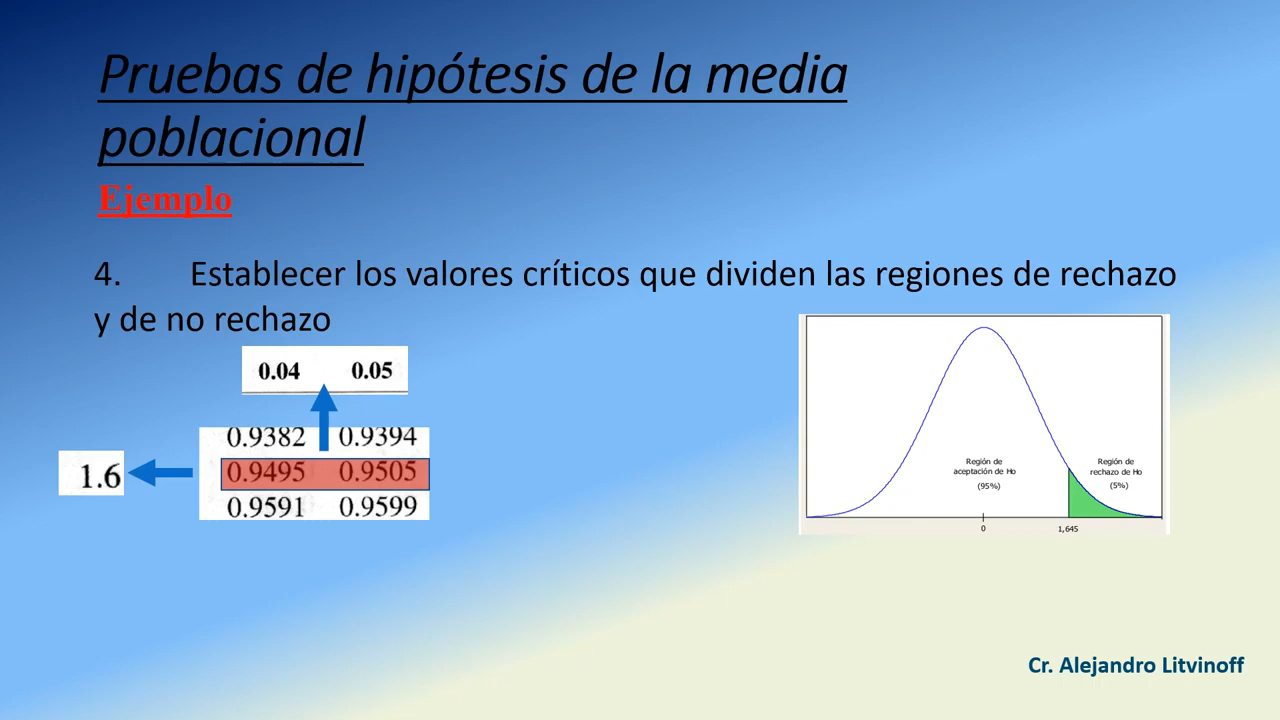 Pruebas de hipótesis de la media
poblacional
Ejemplo
4. Establecer los valores críticos que dividen las regiones de rechazo
y de no rechazo
0.04 0.05
0.9382 0.9394
1.6 0.9495 0.9505
0.9591 0.9599
Región de
aceptación de Ho
(95%)
Región de
rechazo de Ho
(5%)
0 1,645
Cr. Alejandro Litvinoff